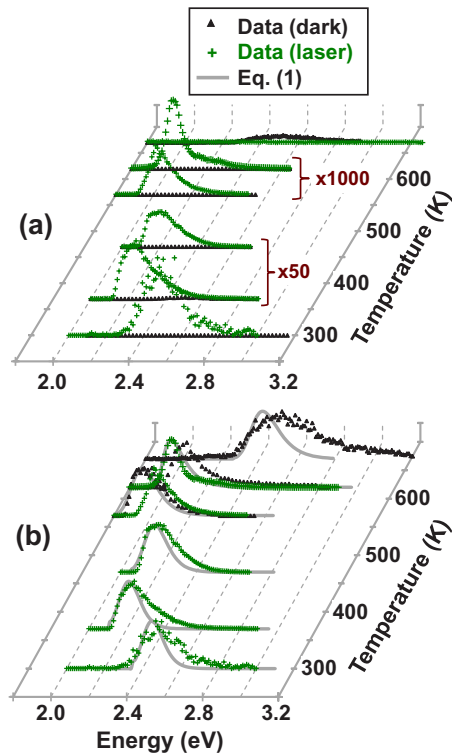 Data (dark)
Data (laser)
Eq. (1)
(a)
x1000
x50
600
500
400
300
Temperature (K)
2.0 2.4 2.8 3.2
(b)
600
500
400
300
Temperature (K)
2.0 2.4 2.8 3.2
Energy (eV)